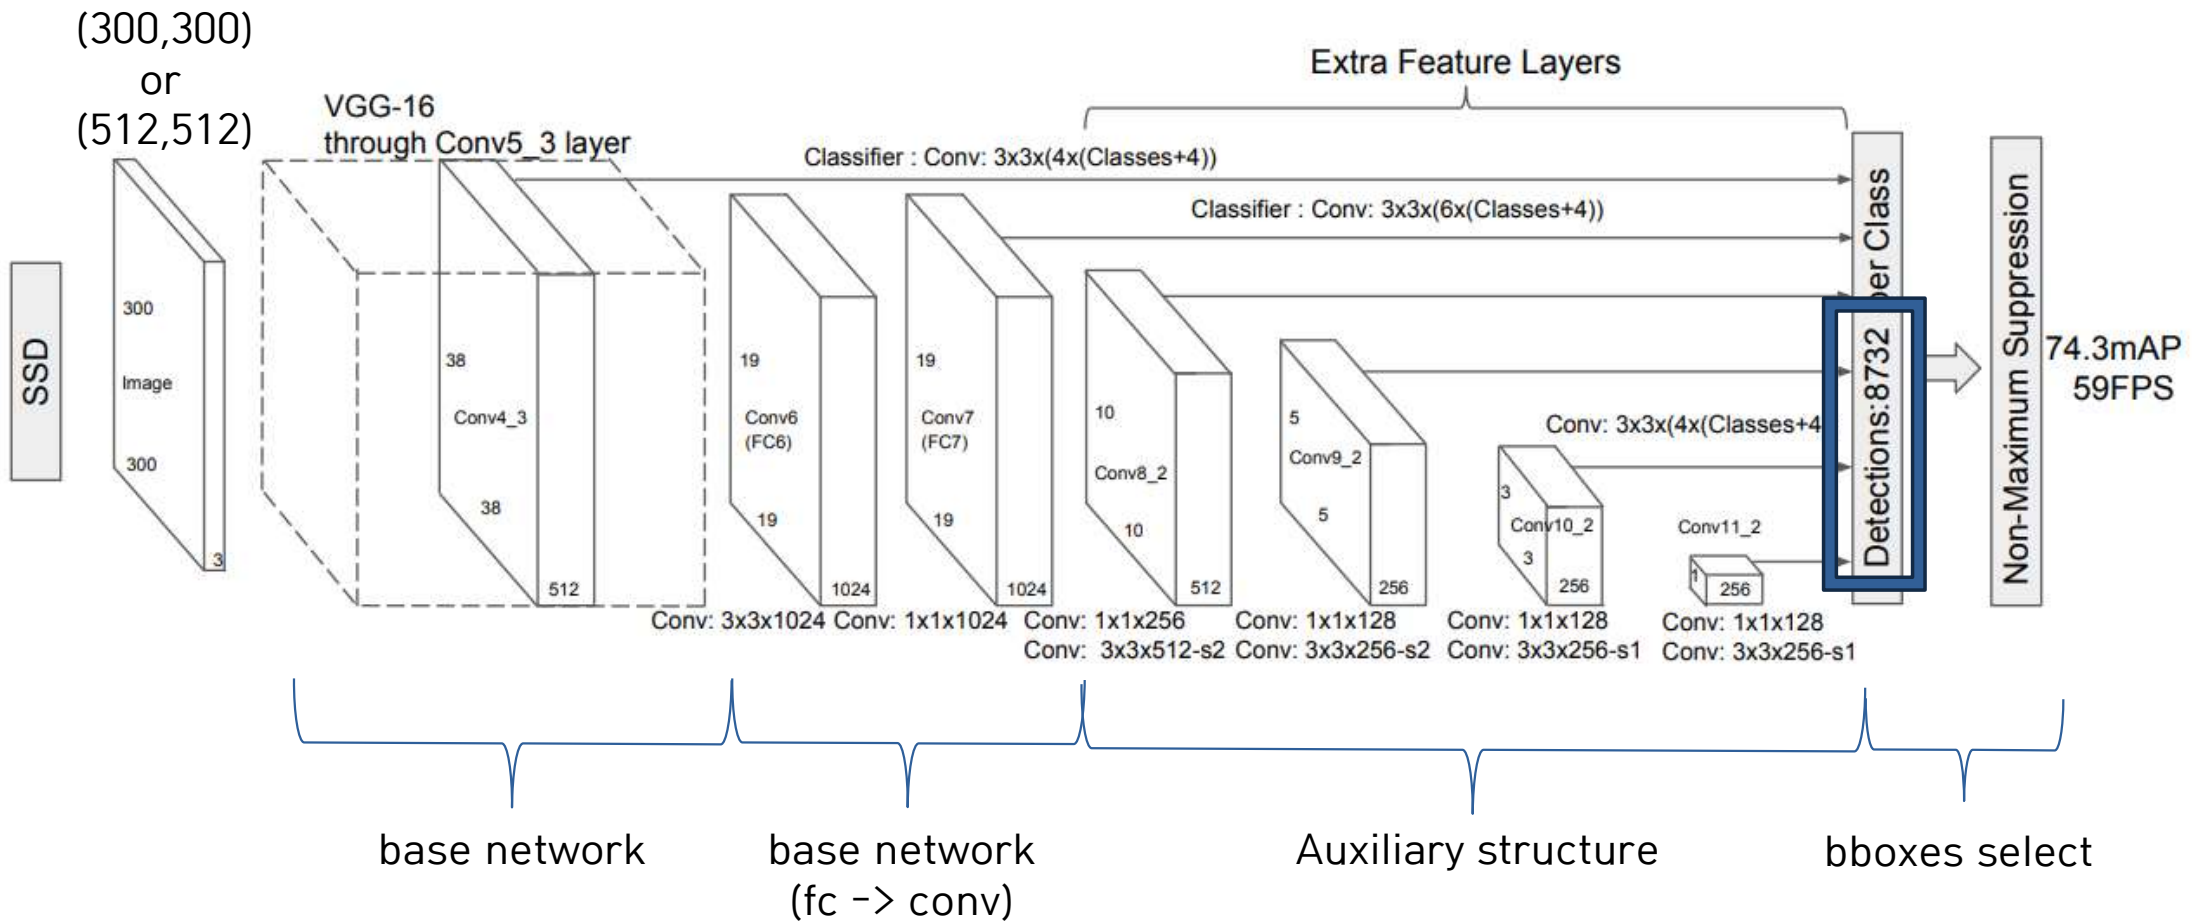 (300,300)
or
(512,512)
SSD
300
Image
300
3
VGG-16
through Conv5_3 layer
38
Conv4_3
38
512
Classifier : Conv: 3x3x(4x(Classes+4))
Extra Feature Layers
Classifier : Conv: 3x3x(6x(Classes+4))
19
Conv6
(FC6)
19
1024
19
Conv7
(FC7)
19
1024
10
Conv8_2
10
512
5
Conv9_2
5
256
Conv: 3x3x(4x(Classes+4
3
Conv10_2
3
256
Conv11_2
1
256
Detections:8732 per Class
Non-Maximum Suppression
74.3mAP
59FPS
Conv: 3x3x1024 Conv: 1x1x1024 Conv: 1x1x256 Conv: 1x1x128 Conv: 1x1x128 Conv: 1x1x128
Conv: 3x3x512-s2 Conv: 3x3x256-s2 Conv: 3x3x256-s1 Conv: 3x3x256-s1
base network
base network
(fc -> conv)
Auxiliary structure
bboxes select